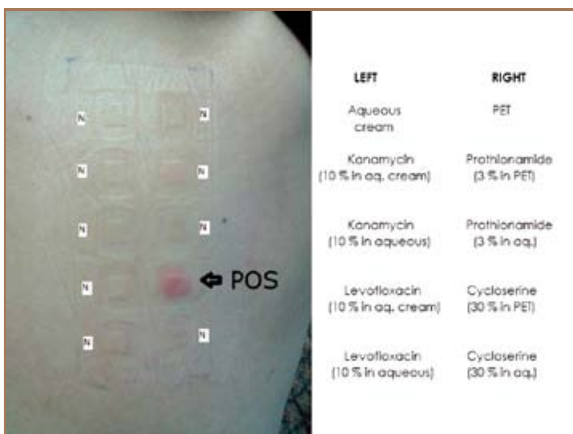 N N
N N
N N
N POS
N N
LEFT RIGHT
Aqueous cream
PET
Kanamycin
(10 % in aq. cream)
Prothionamide
(3 % in PET)
Kanamycin
(10 % in aqueous)
Prothionamide
(3 % in aq.)
Levofloxacin
(10 % in aq. cream)
Cycloserine
(30 % in PET)
Levofloxacin
(10 % in aqueous)
Cycloserine
(30 % in aq.)